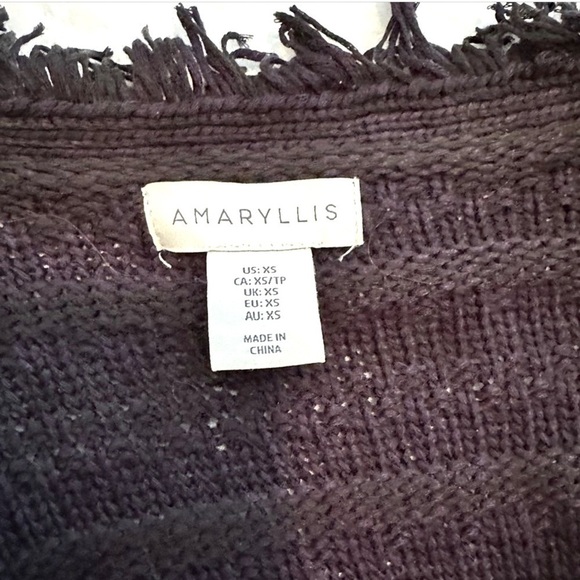 AMARYLLIS
US: XS
CA: XS/TP
UK: XS
EU: XS
AU: XS
MADE IN
CHINA